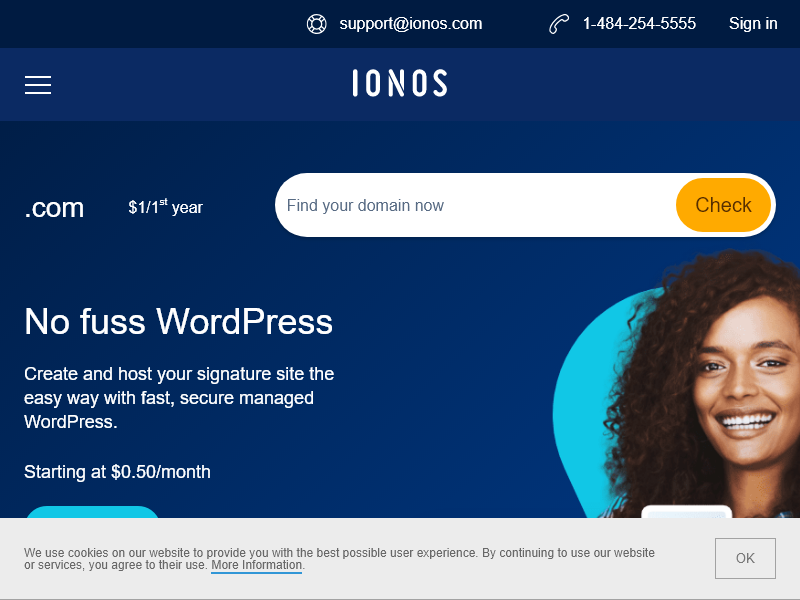 support@ionos.com 1-484-254-5555 Sign in
IONOS
.com $1/1st year Find your domain now Check
No fuss WordPress
Create and host your signature site the
easy way with fast, secure managed
WordPress.
Starting at $0.50/month
We use cookies on our website to provide you with the best possible user experience. By continuing to use our website
or services, you agree to their use. More Information.
OK